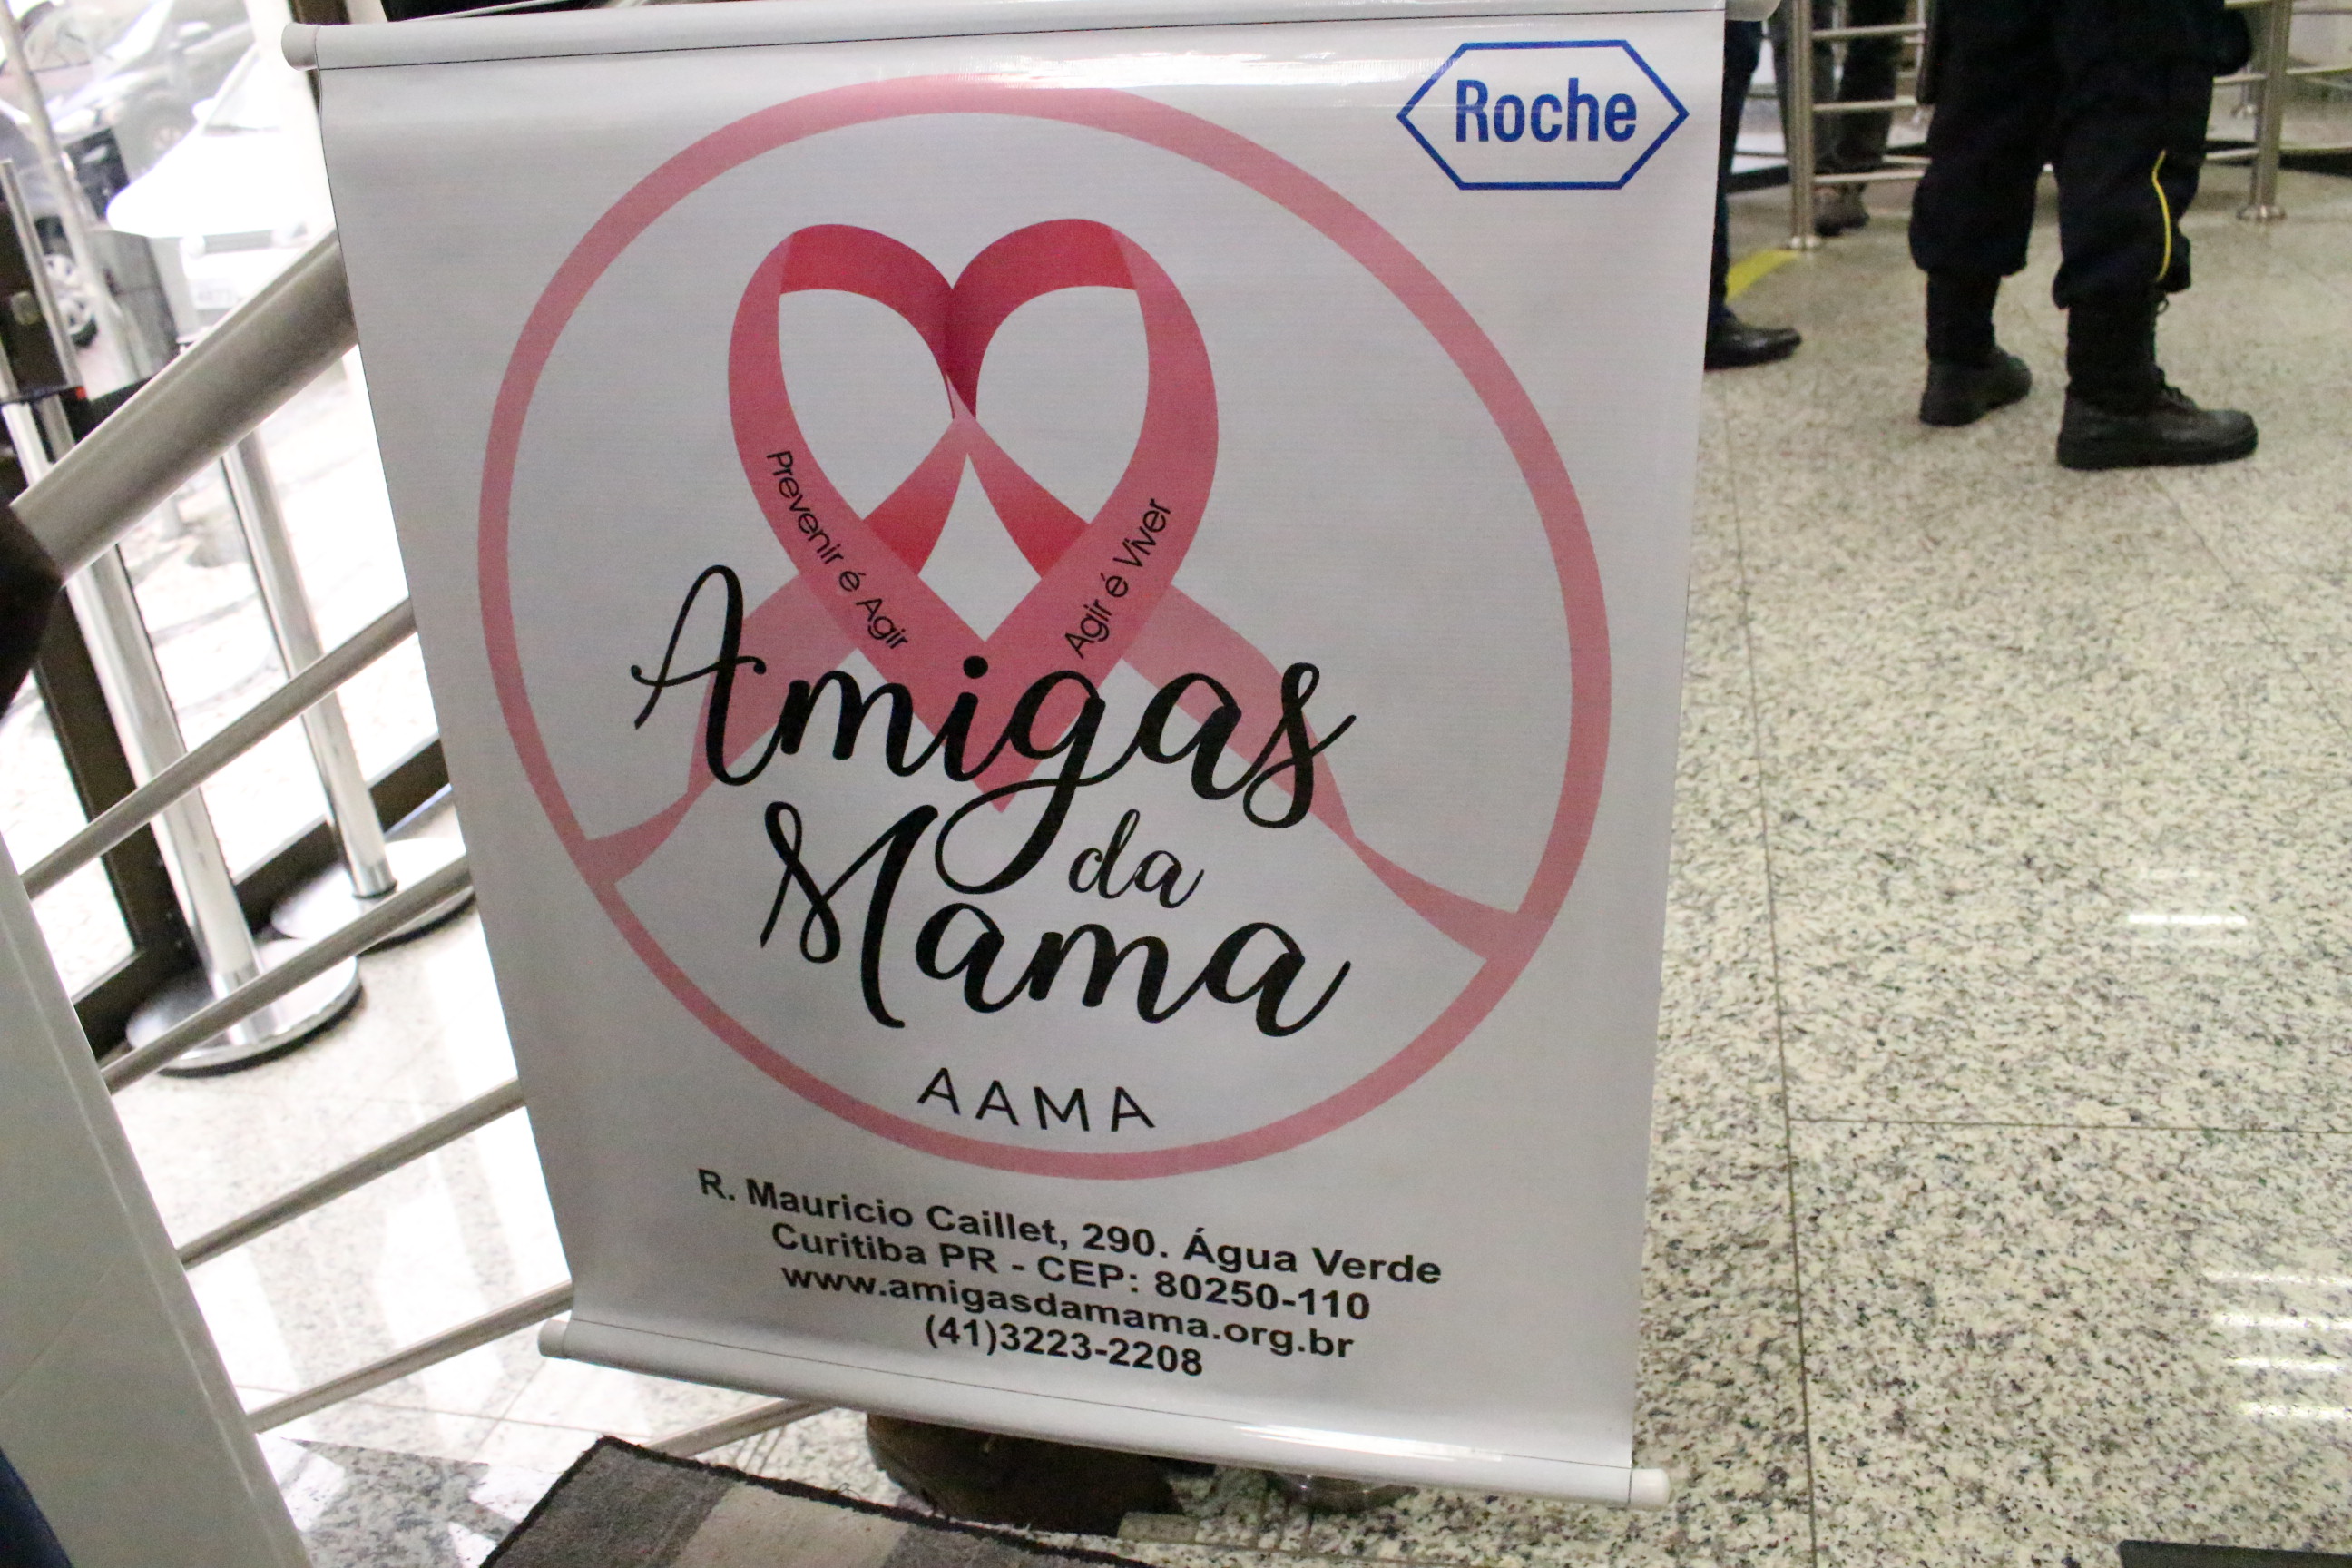 Roche
Prevenir é Agir
Agir é Viver
Amigas
da
Mama
AAMA
R. Mauricio Caillet, 290. Água Verde
Curitiba PR - CEP: 80250-110
www.amigasdamama.org.br
(41)3223-2208